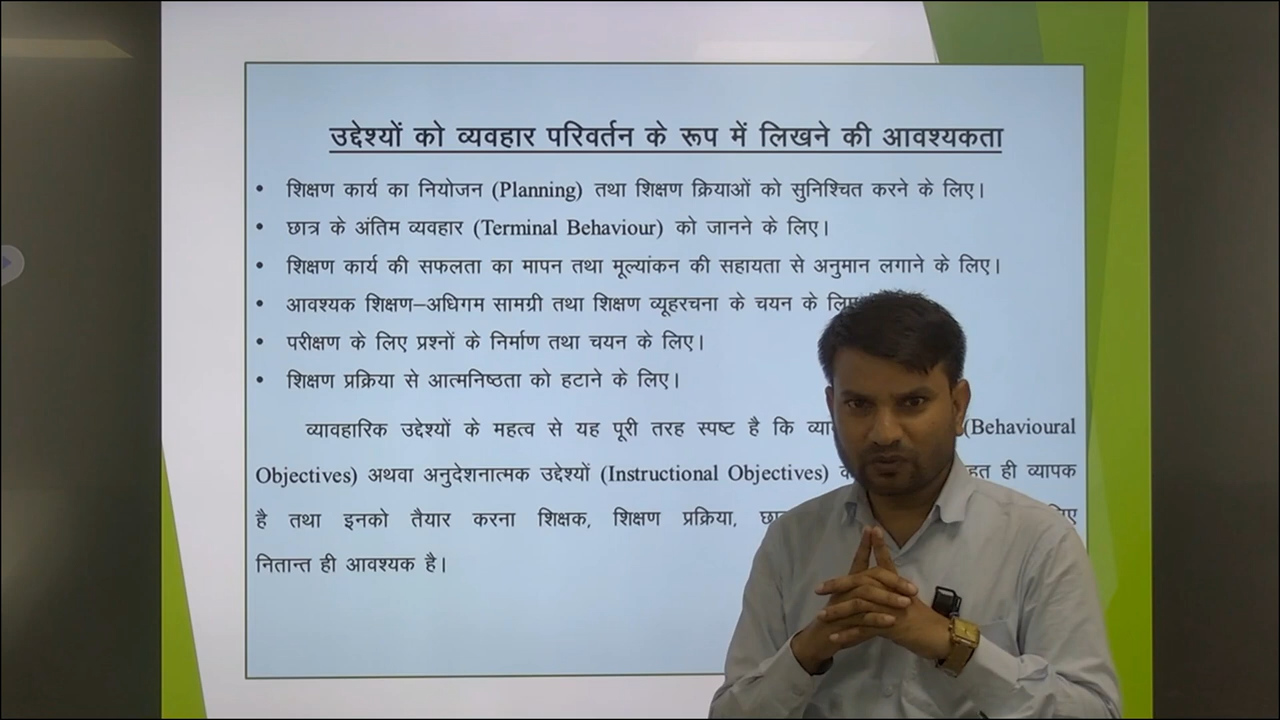 उद्देश्यों को व्यवहार परिवर्तन के रूप में लिखने की आवश्यकता
• शिक्षण कार्य का नियोजन (Planning) तथा शिक्षण क्रियाओं को सुनिश्चित करने के लिए।
• छात्र के अंतिम व्यवहार (Terminal Behaviour) को जानने के लिए।
• शिक्षण कार्य की सफलता का मापन तथा मूल्यांकन की सहायता से अनुमान लगाने के लिए।
• आवश्यक शिक्षण–अधिगम सामग्री तथा शिक्षण व्यूहरचना के चयन के
• परीक्षण के लिए प्रश्नों के निर्माण तथा चयन के लिए।
• शिक्षण प्रक्रिया से आत्मनिष्ठता को हटाने के लिए।
व्यावहारिक उद्देश्यों के महत्व से यह पूरी तरह स्पष्ट है कि (Behavioural
Objectives) अथवा अनुदेशनात्मक उद्देश्यों (Instructional Objectives) ही व्यापक
है तथा इनको तैयार करना शिक्षक, शिक्षण प्रक्रिया,
नितान्त ही आवश्यक है।